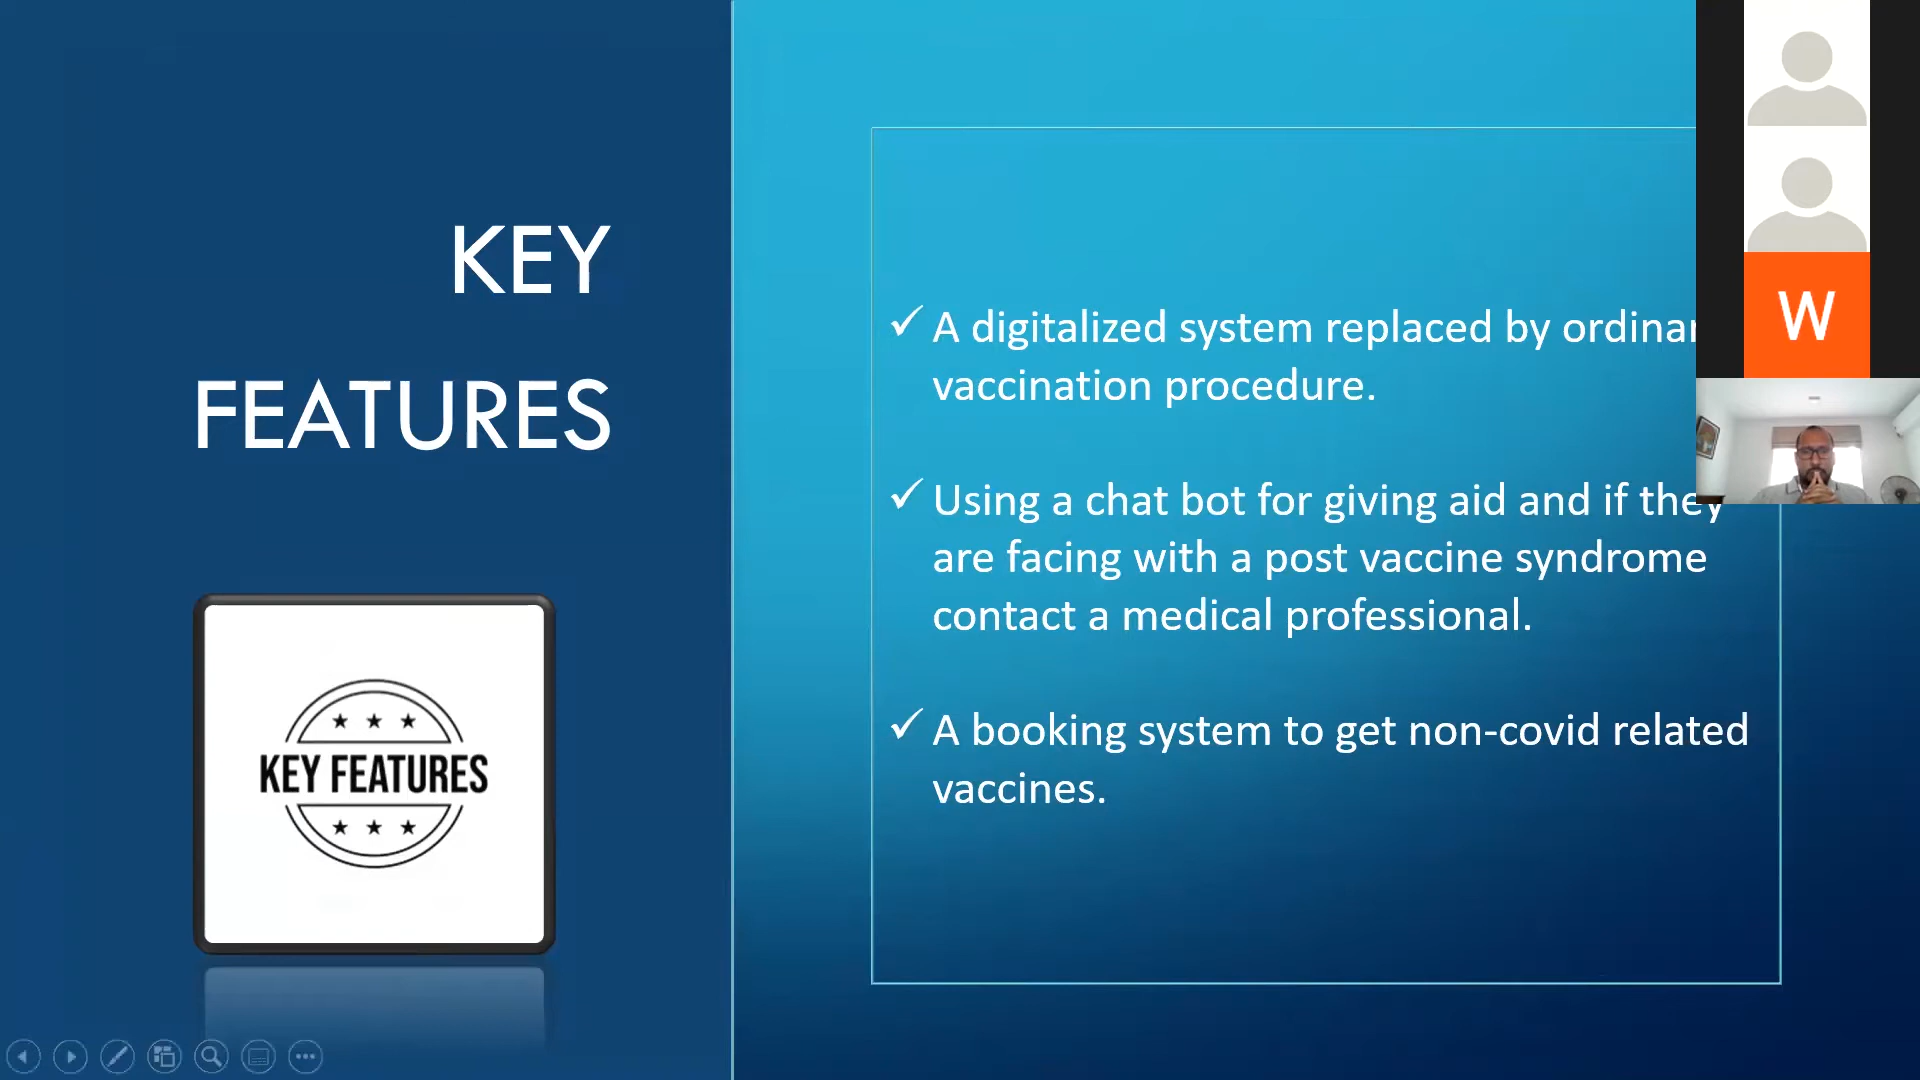 KEY
FEATURES
KEY FEATURES
A digitalized system replaced by
vaccination procedure.
Using a chat bot for giving aid and if they
are facing with a post vaccine syndrome
contact a medical professional.
A booking system to get non-covid related
vaccines.
W